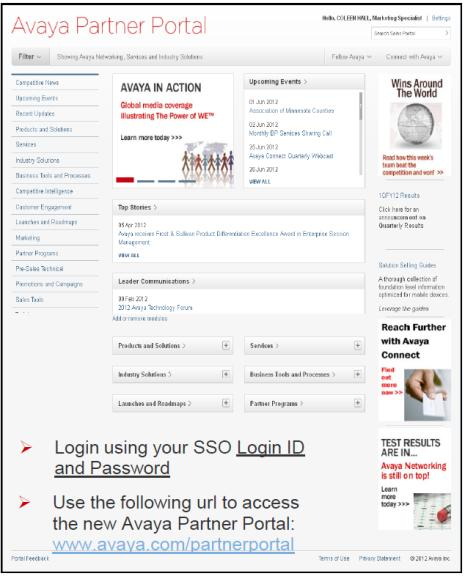 Avaya Partner Portal
Hello, COLEEN HALL, Marketing Specialist | Settings
Search Sales Portal
Filter
Showing Avaya Networking, Services and Industry Solutions
Follow Avaya
Connect with Avaya
Competitive News
Upcoming Events
Recent Updates
Products and Solutions
Services
Industry Solutions
Business Tools and Processes
Competitive Intelligence
Customer Engagement
Launches and Roadmaps
Marketing
Partner Programs
Pre-Sales Technical
Promotions and Campaigns
Sales Tools
AVAYA IN ACTION
Global media coverage
illustrating The Power of WE™
Learn more today >>>
Upcoming Events >
01 Jun 2012
Association of Minnesota Counties
02 Jun 2012
Monthly BP Services Sharing Call
25 Jun 2012
Avaya Connect Quarterly Webcast
26 Jun 2012
VIEW ALL
Top Stories >
05 Apr 2012
Avaya receives Frost & Sullivan Product Differentiation Excellence Award in Enterprise Session
Management
VIEW ALL
Leader Communications >
2012 Avaya Technology Forum
Add or remove modules
Products and Solutions >
Services >
Industry Solutions >
Business Tools and Processes >
Launches and Roadmaps >
Partner Programs >
Wins Around
The World
Read how this week's
team beat the
competition and won! >>
1QFY12 Results
Click here for an
announcement on
Quarterly Results
Solution Selling Guides
A thorough collection of
foundation level information
optimized for mobile devices.
Leverage the guides
Reach Further
with Avaya
Connect
Find
out
more
now >>
TEST RESULTS
ARE IN...
Avaya Networking
is still on top!
Learn
more
today >>>
➢ Login using your SSO Login ID
and Password
➢ Use the following url to access
the new Avaya Partner Portal:
www.avaya.com/partnerportal
Portal Feedback
Terms of Use
Privacy Statement
© 2012 Avaya Inc.